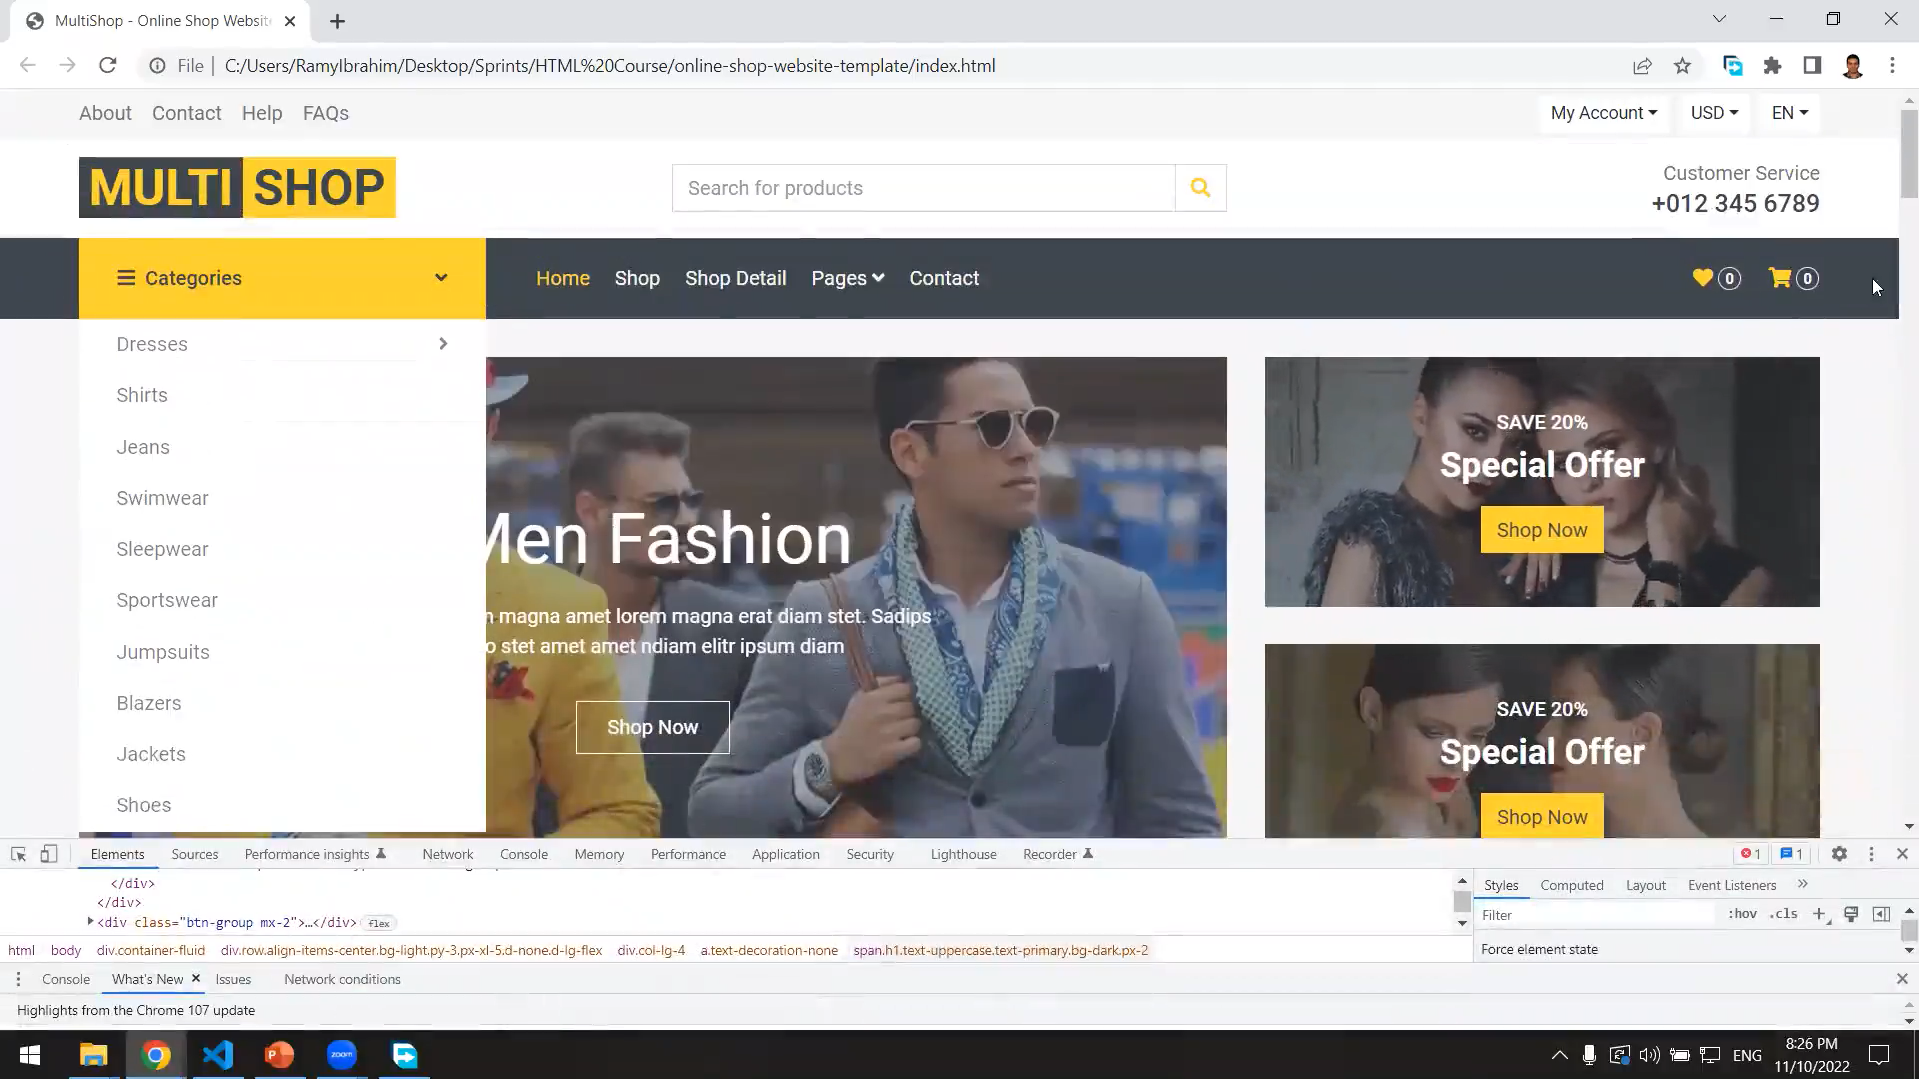 MultiShop - Online Shop Websit
File
C:/Users/RamyIbrahim/Desktop/Sprints/HTML%20Course/online-shop-website-template/index.html
About Contact Help FAQs
My Account USD EN
MULTI SHOP
Search for products
Customer Service
+012 345 6789
Categories
Home Shop Shop Detail Pages Contact
0 0
Dresses
Shirts
Jeans
Swimwear
Sleepwear
Sportswear
Jumpsuits
Blazers
Jackets
Shoes
Men Fashion
magna amet lorem magna erat diam stet. Sadips
stet amet amet ndiam elitr ipsum diam
Shop Now
SAVE 20%
Special Offer
Shop Now
SAVE 20%
Special Offer
Shop Now
Elements Sources Performance insights Network Console Memory Performance Application Security Lighthouse Recorder
1 1
</div>
</div>
<div class="btn-group mx-2">…</div> flex
html body div.container-fluid div.row.align-items-center.bg-light.py-3.px-xl-5.d-none.d-lg-flex div.col-lg-4 a.text-decoration-none span.h1.text-uppercase.text-primary.bg-dark.px-2
Styles Computed Layout Event Listeners »
Filter
:hov .cls +
Force element state
Console What's New Issues Network conditions
Highlights from the Chrome 107 update
P zoom
ENG
8:26 PM
11/10/2022